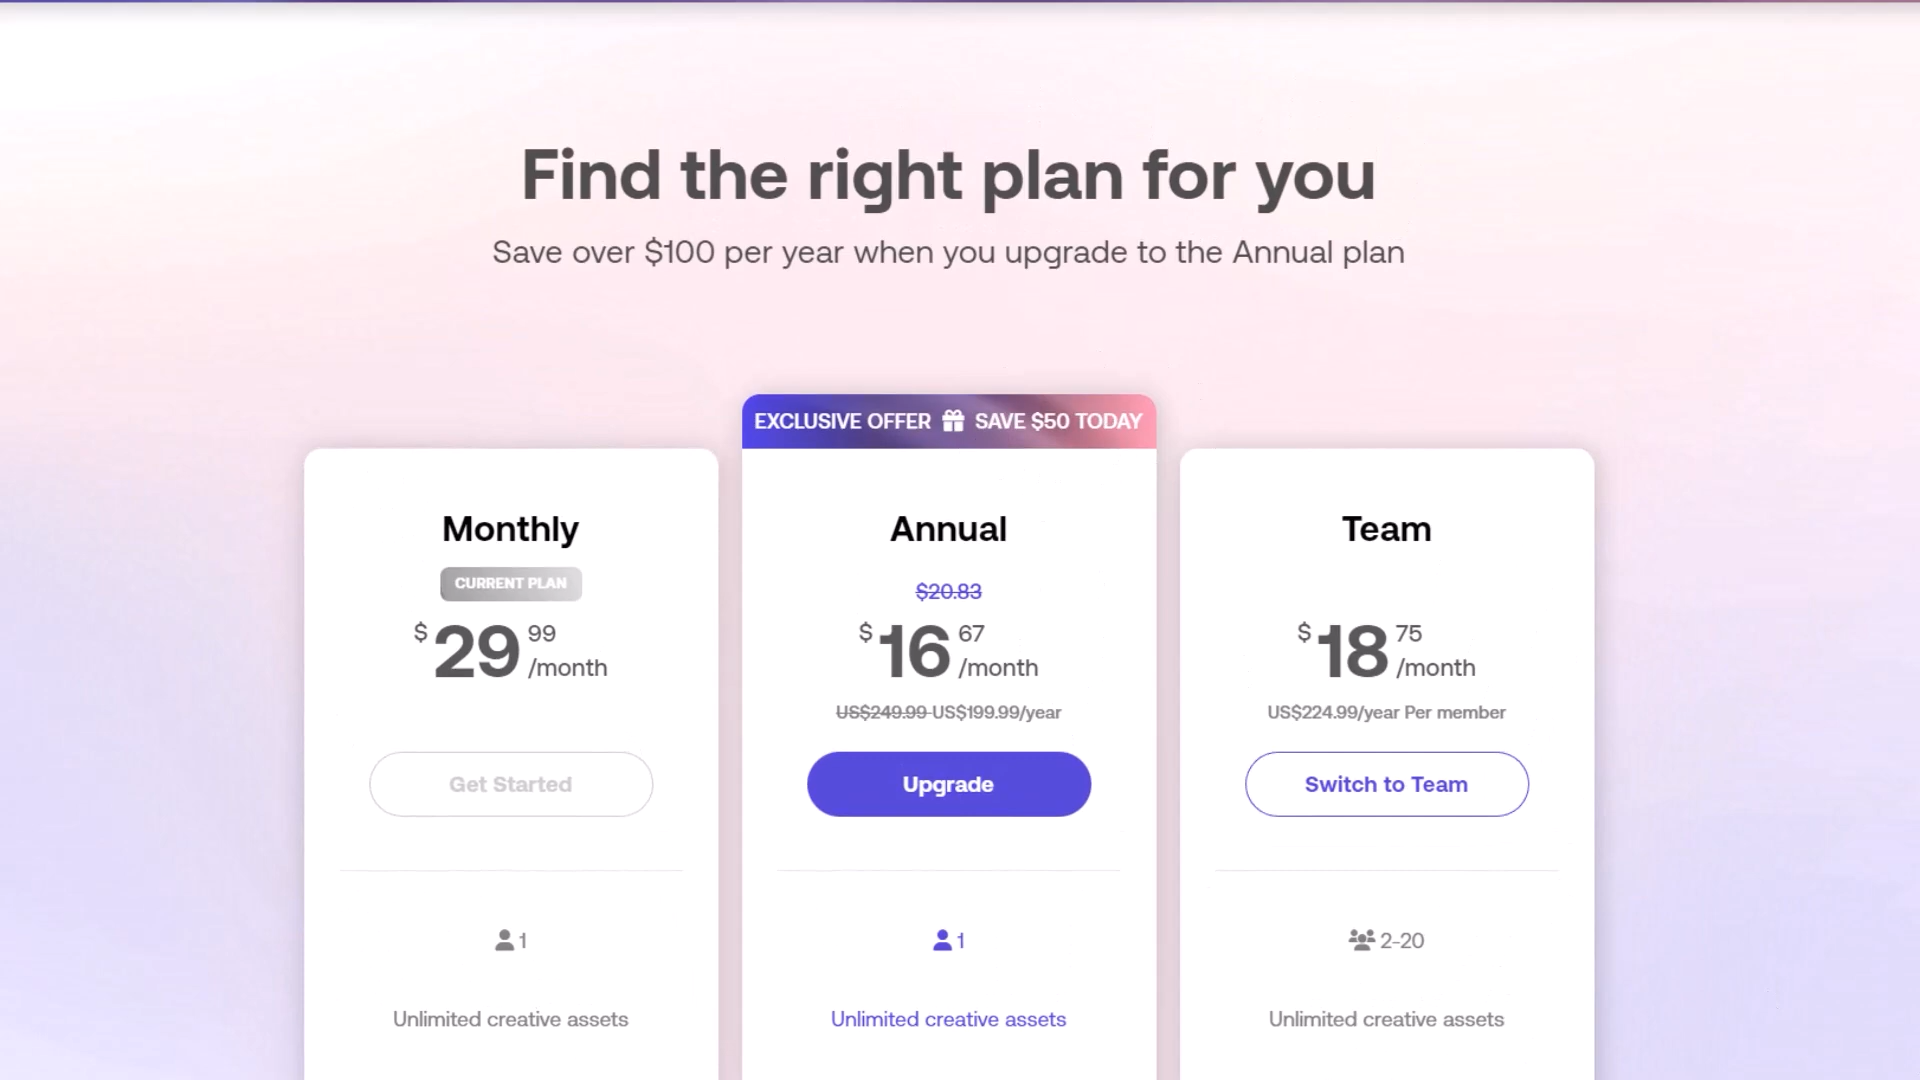 Find the right plan for you
Save over $100 per year when you upgrade to the Annual plan
EXCLUSIVE OFFER SAVE $50 TODAY
Monthly
CURRENT PLAN
$29 99 /month
Get Started
1
Unlimited creative assets
Annual
$20.83
$16 67 /month
US$249.99 US$199.99/year
Upgrade
1
Unlimited creative assets
Team
$18 75 /month
US$224.99/year Per member
Switch to Team
2-20
Unlimited creative assets